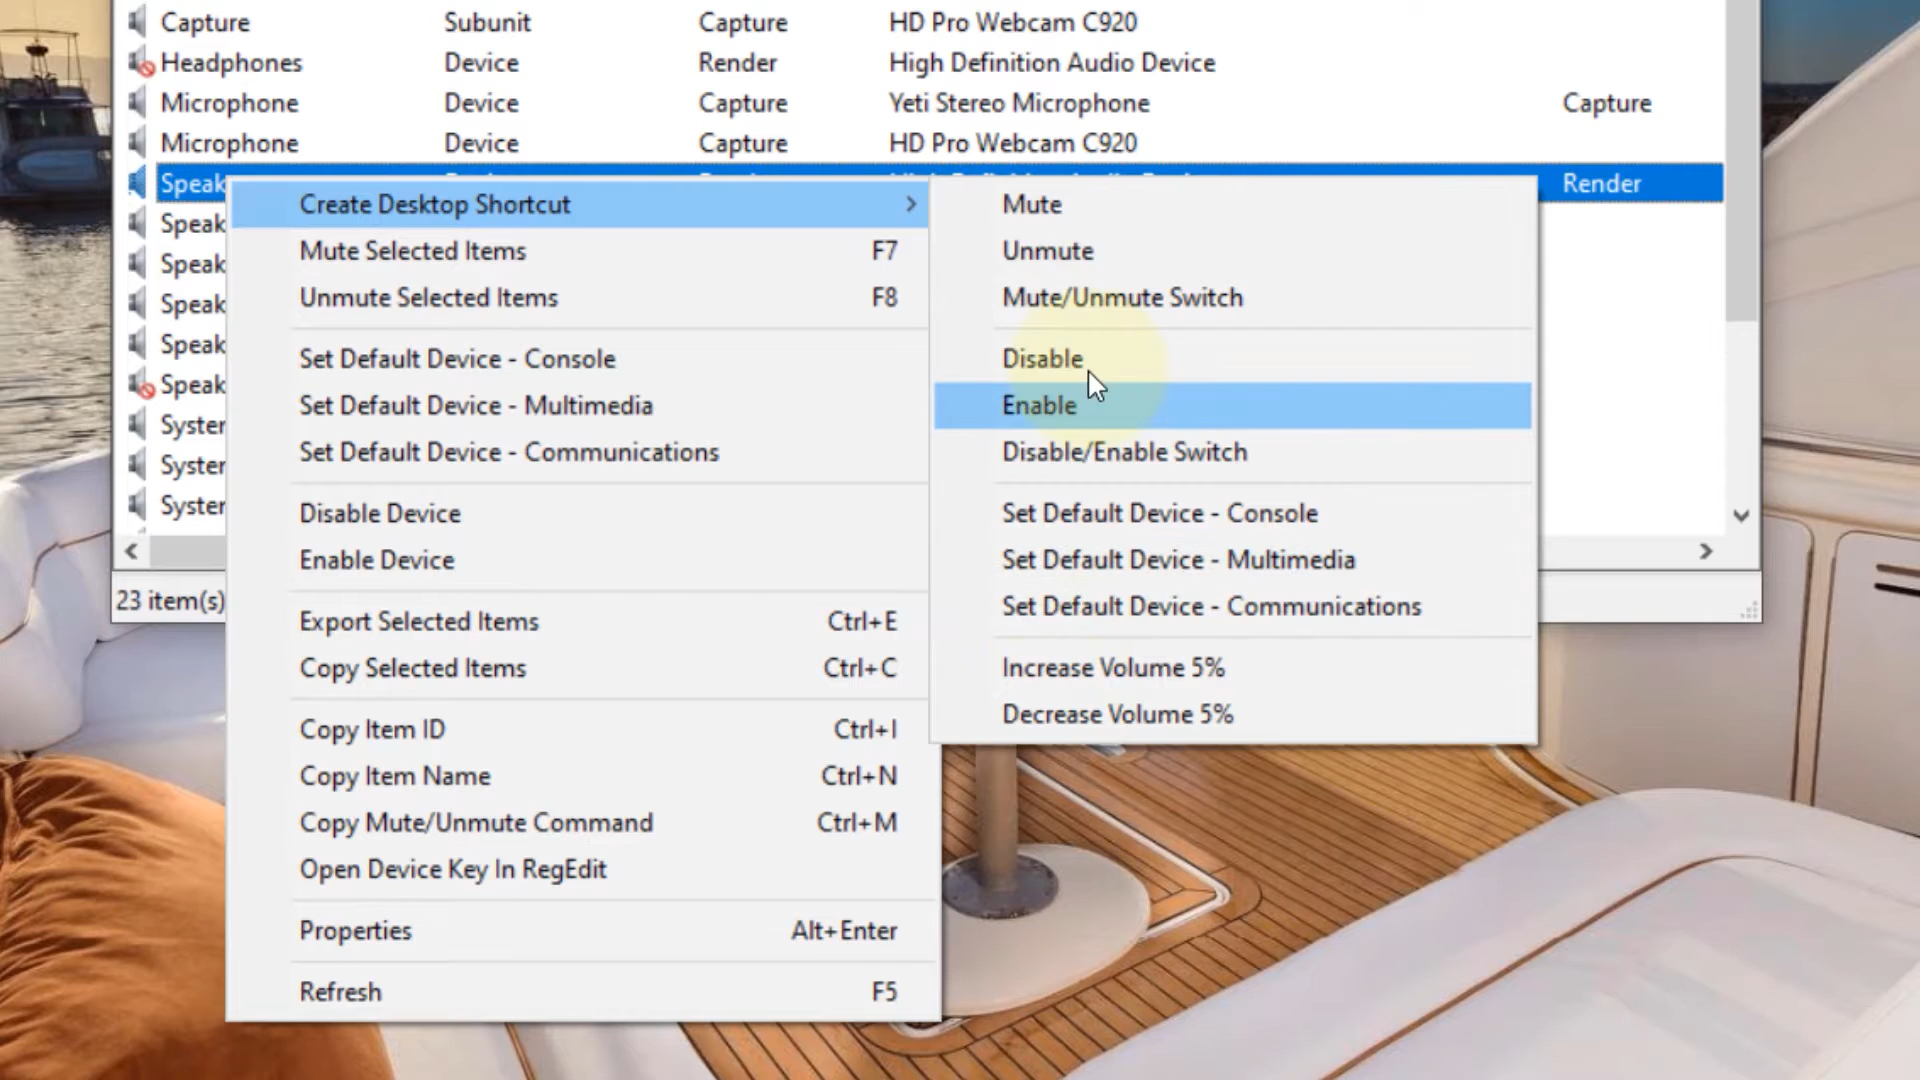 Capture Subunit Capture HD Pro Webcam C920
Headphones Device Render High Definition Audio Device
Microphone Device Capture Yeti Stereo Microphone Capture
Microphone Device Capture HD Pro Webcam C920
Speak Render
Speak
Speak
Speak
Speak
Speak
System
System
System
23 item(s)
Create Desktop Shortcut
Mute Selected Items F7
Unmute Selected Items F8
Set Default Device - Console
Set Default Device - Multimedia
Set Default Device - Communications
Disable Device
Enable Device
Export Selected Items Ctrl+E
Copy Selected Items Ctrl+C
Copy Item ID Ctrl+I
Copy Item Name Ctrl+N
Copy Mute/Unmute Command Ctrl+M
Open Device Key In RegEdit
Properties Alt+Enter
Refresh F5
Mute
Unmute
Mute/Unmute Switch
Disable
Enable
Disable/Enable Switch
Set Default Device - Console
Set Default Device - Multimedia
Set Default Device - Communications
Increase Volume 5%
Decrease Volume 5%